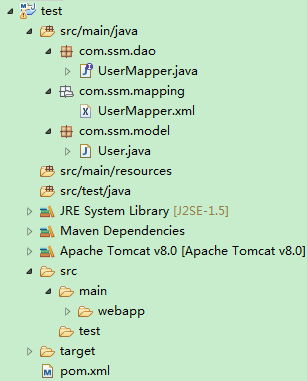 test
src/main/java
com.ssm.dao
UserMapper.java
com.ssm.mapping
UserMapper.xml
com.ssm.model
User.java
src/main/resources
src/test/java
JRE System Library [J2SE-1.5]
Maven Dependencies
Apache Tomcat v8.0 [Apache Tomcat v8.0]
src
main
webapp
test
target
pom.xml